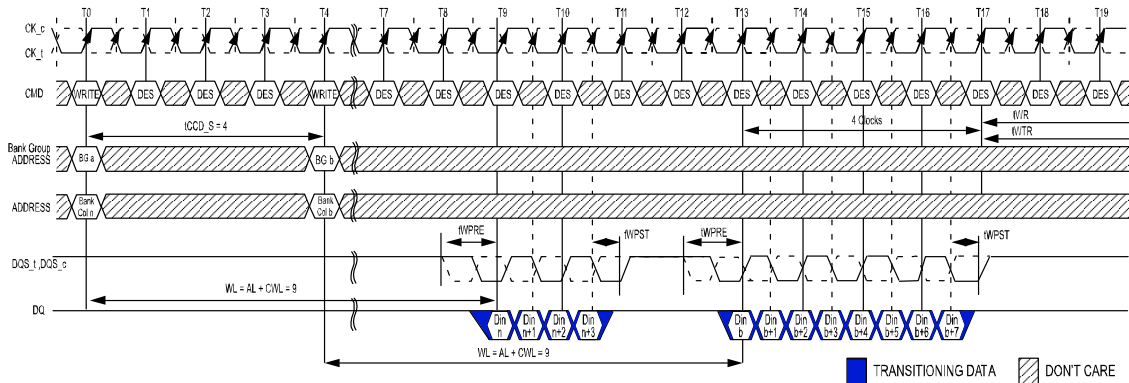 T0 T1 T2 T3 T4 T7 T8 T9 T10 T11 T12 T13 T14 T15 T16 T17 T18 T19
CK_c
CK_t
CMD WRITE DES DES DES WRITE DES DES DES DES DES DES DES DES DES DES DES DES DES
tCCD_S = 4
4 Clocks
tWR
tWTR
Bank Group
ADDRESS
BG a
BG b
ADDRESS
Bank
Col n
Bank
Col b
tWPRE
tWPST
tWPRE
tWPST
DQS_t ,DQS_c
WL = AL + CWL = 9
DQ
Din
n
Din
n+1
Din
n+2
Din
n+3
Din
b
Din
b+1
Din
b+2
Din
b+3
Din
b+4
Din
b+5
Din
b+6
Din
b+7
WL = AL + CWL = 9
TRANSITIONING DATA
DON'T CARE